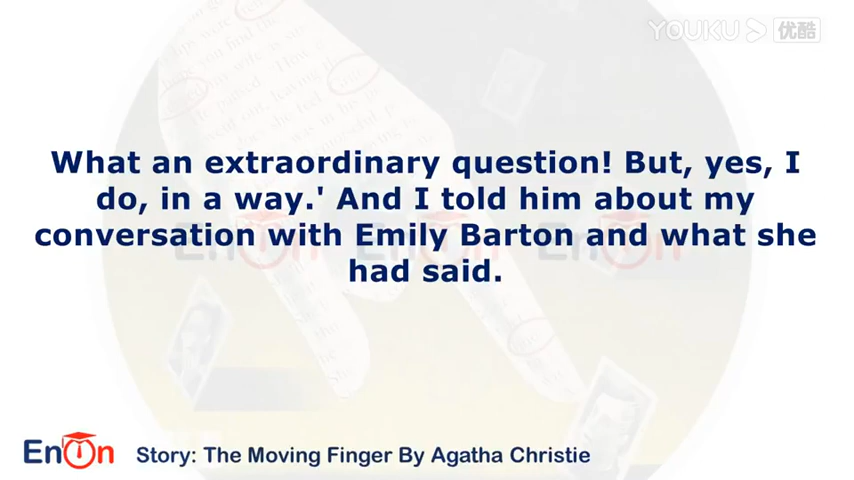 YOUKU 优酷
What an extraordinary question! But, yes, I
do, in a way.' And I told him about my
conversation with Emily Barton and what she
had said.
EnOn Story: The Moving Finger By Agatha Christie